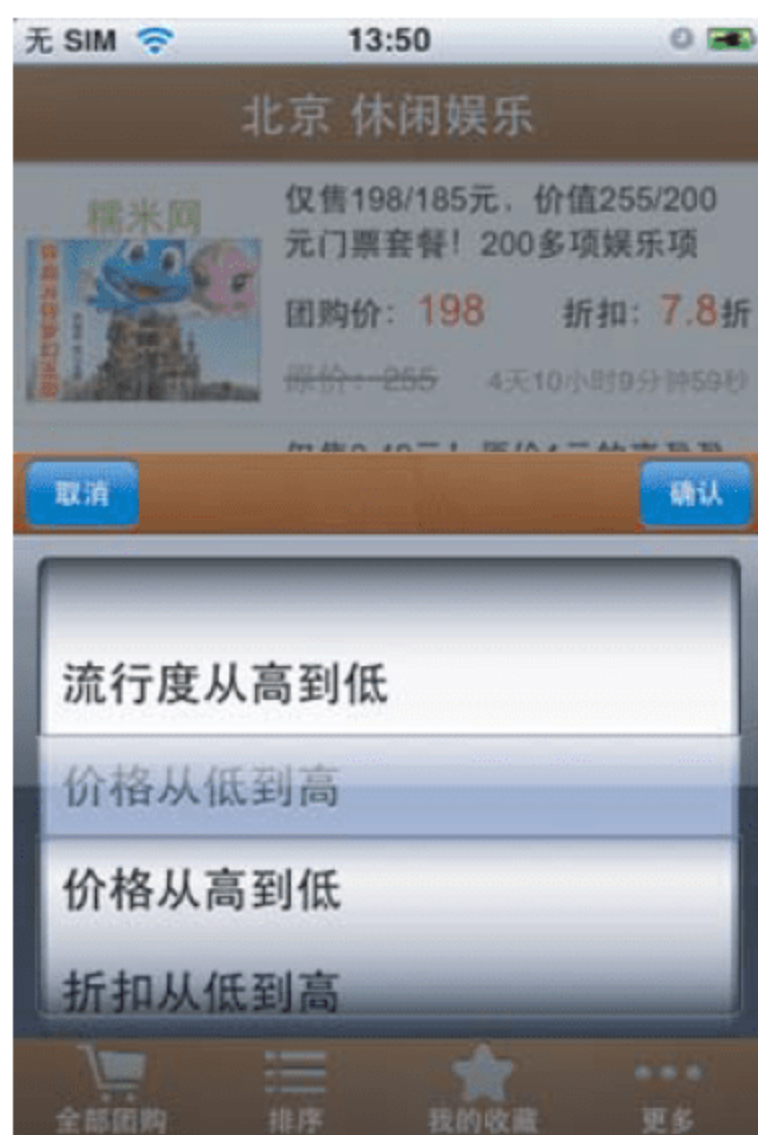 无 SIM 13:50
北京 休闲娱乐
糯米网
仅售198/185元，价值255/200
元门票套餐！200多项娱乐项
团购价：198 折扣：7.8折
原价：255 4天10小时9分钟59秒
取消 确认
流行度从高到低
价格从低到高
价格从高到低
折扣从低到高
全部团购 排序 我的收藏 更多